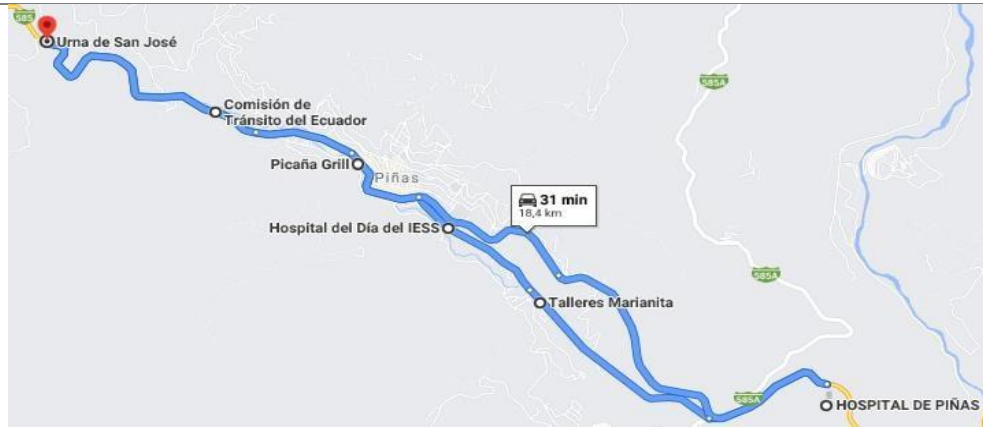 585
Urna de San José
Comisión de
Tránsito del Ecuador
Picaña Grill
Piñas
585A
31 min
18,4 km
Hospital del Día del IESS
585A
Talleres Marianita
585A
HOSPITAL DE PIÑAS